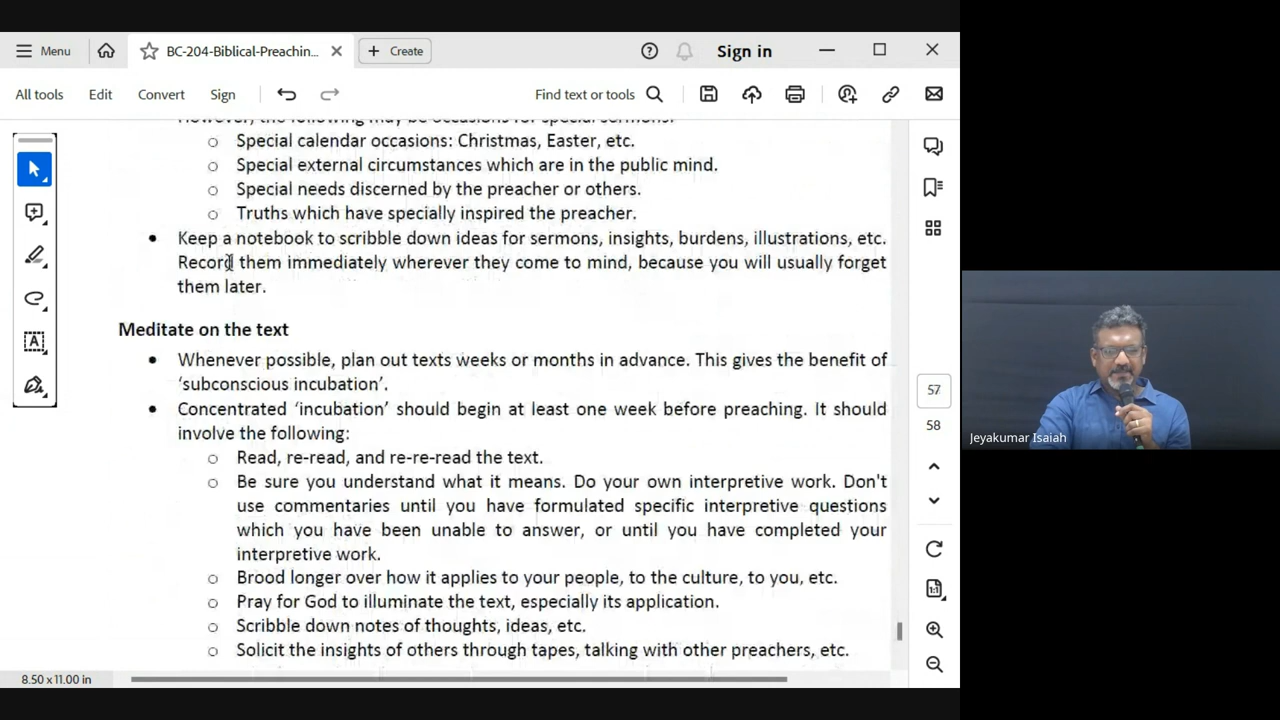 Menu
BC-204-Biblical-Preachin...
Create
Sign in
All tools
Edit
Convert
Sign
Find text or tools
However, the following may be occasions for special sermons:
o Special calendar occasions: Christmas, Easter, etc.
o Special external circumstances which are in the public mind.
o Special needs discerned by the preacher or others.
o Truths which have specially inspired the preacher.
• Keep a notebook to scribble down ideas for sermons, insights, burdens, illustrations, etc.
Record them immediately wherever they come to mind, because you will usually forget
them later.
Meditate on the text
• Whenever possible, plan out texts weeks or months in advance. This gives the benefit of
‘subconscious incubation’.
• Concentrated ‘incubation’ should begin at least one week before preaching. It should
involve the following:
o Read, re-read, and re-re-read the text.
o Be sure you understand what it means. Do your own interpretive work. Don't
use commentaries until you have formulated specific interpretive questions
which you have been unable to answer, or until you have completed your
interpretive work.
o Brood longer over how it applies to your people, to the culture, to you, etc.
o Pray for God to illuminate the text, especially its application.
o Scribble down notes of thoughts, ideas, etc.
o Solicit the insights of others through tapes, talking with other preachers, etc.
57
58
1:1
8.50 x 11.00 in
Jeyakumar Isaiah